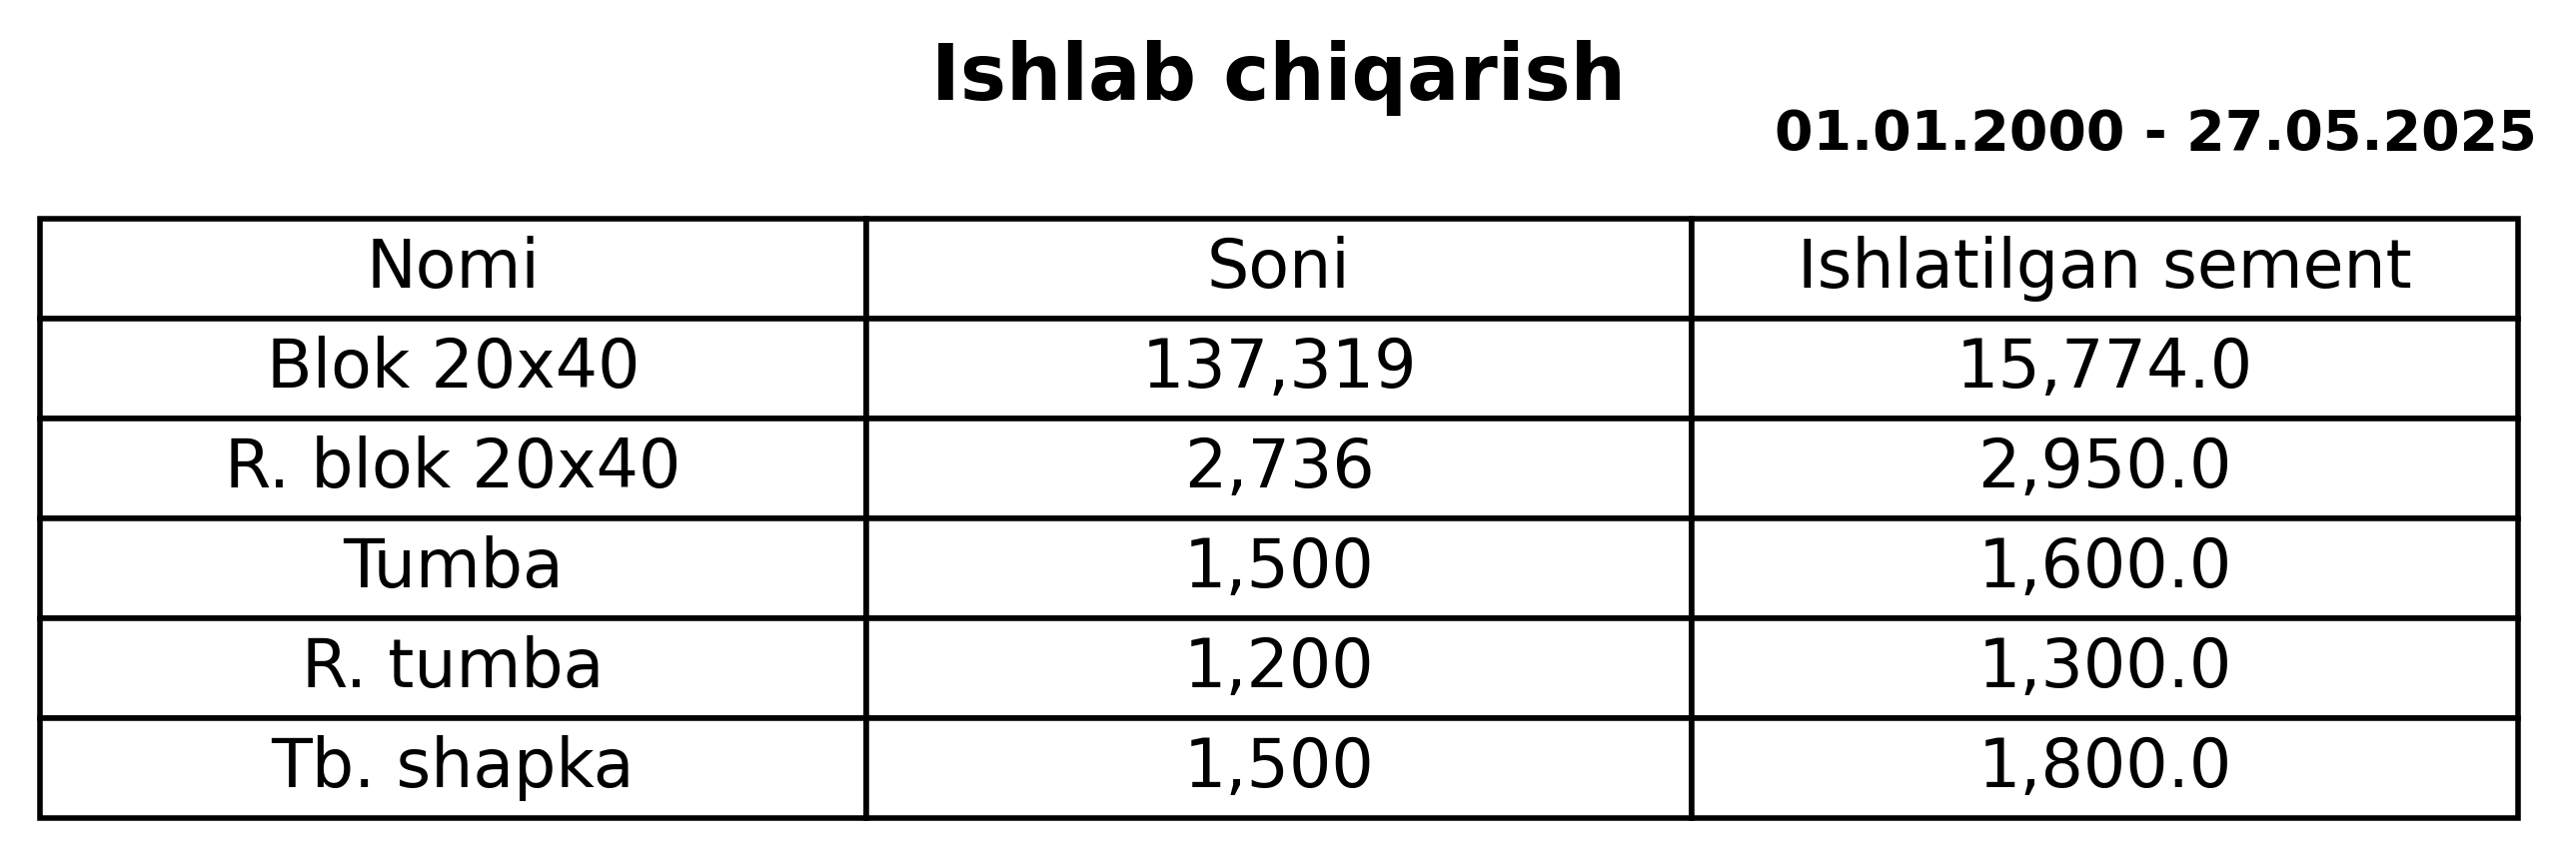 Ishlab chiqarish
01.01.2000 - 27.05.2025
Nomi Soni Ishlatilgan sement
Blok 20x40 137,319 15,774.0
R. blok 20x40 2,736 2,950.0
Tumba 1,500 1,600.0
R. tumba 1,200 1,300.0
Tb. shapka 1,500 1,800.0